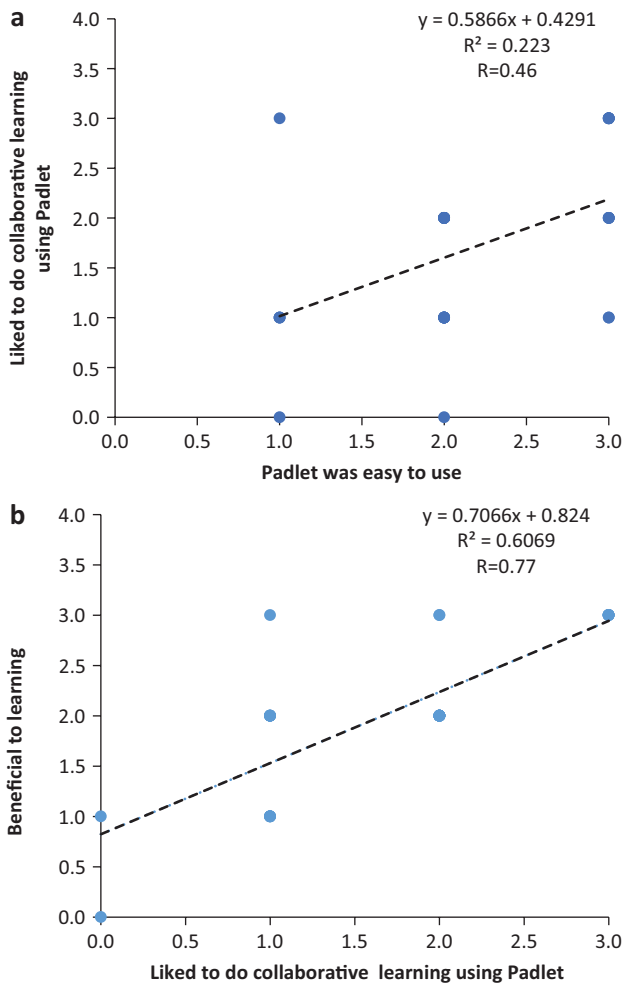 a
y = 0.5866x + 0.4291
R² = 0.223
R=0.46
Liked to do collaborative learning
using Padlet
4.0
3.5
3.0
2.5
2.0
1.5
1.0
0.5
0.0
0.0 0.5 1.0 1.5 2.0 2.5 3.0
Padlet was easy to use
b
y = 0.7066x + 0.824
R² = 0.6069
R=0.77
Beneficial to learning
4.0
3.5
3.0
2.5
2.0
1.5
1.0
0.5
0.0
0.0 0.5 1.0 1.5 2.0 2.5 3.0
Liked to do collaborative learning using Padlet